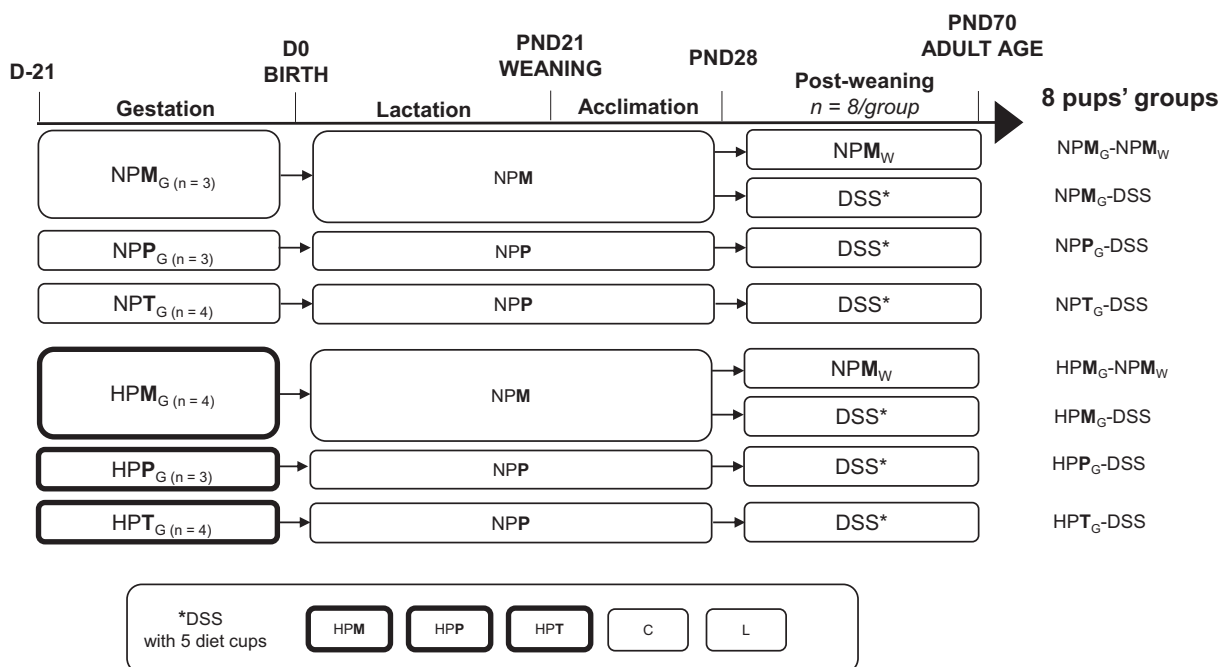 D-21
D0
BIRTH
PND21
WEANING
PND28
PND70
ADULT AGE
Gestation
Lactation
Acclimation
Post-weaning
n = 8/group
8 pups' groups
NPMG (n = 3)
NPM
NPMW
NPMG-NPMW
DSS*
NPMG-DSS
NPPG (n = 3)
NPP
DSS*
NPPG-DSS
NPTG (n = 4)
NPP
DSS*
NPTG-DSS
HPMG (n = 4)
NPM
NPMW
HPMG-NPMW
DSS*
HPMG-DSS
HPPG (n = 3)
NPP
DSS*
HPPG-DSS
HPTG (n = 4)
NPP
DSS*
HPTG-DSS
*DSS
with 5 diet cups
HPM
HPP
HPT
C
L